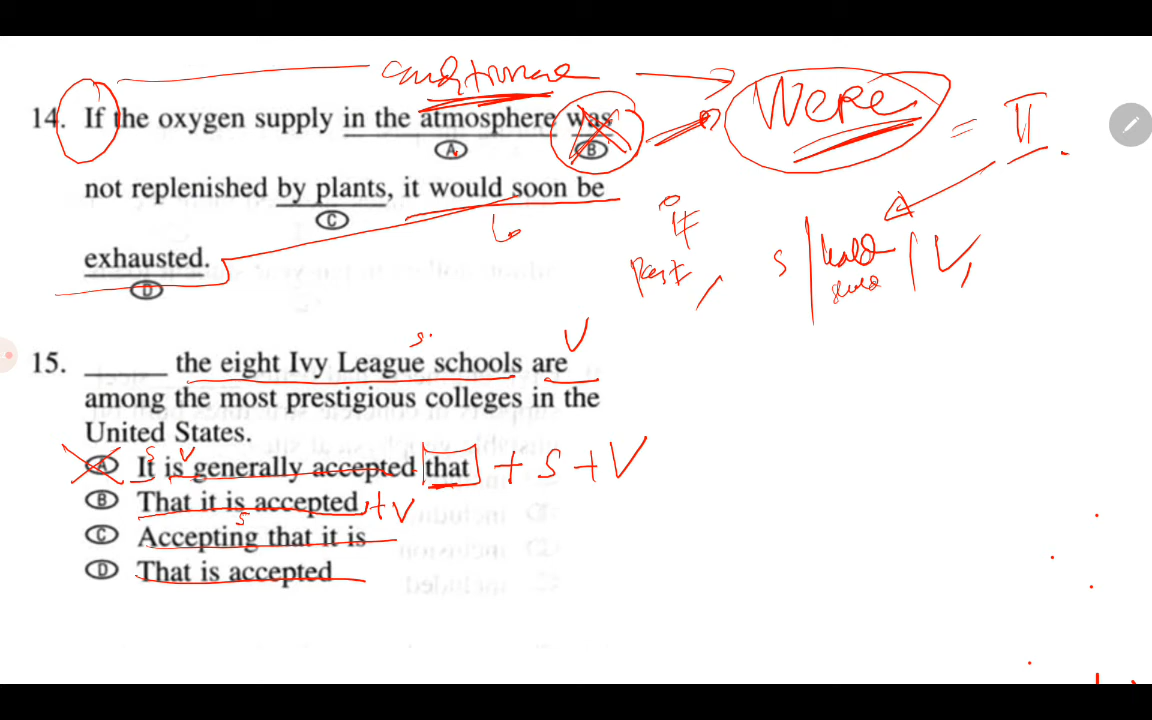 conditional
14. If the oxygen supply in the atmosphere was → Were = II.
A B
not replenished by plants, it would soon be
C
exhausted.
D
if
Past, S V1
S V
15. ______ the eight Ivy League schools are
among the most prestigious colleges in the
United States.
S V
A It is generally accepted that + S + V
B That it is accepted + V
S
C Accepting that it is
D That is accepted